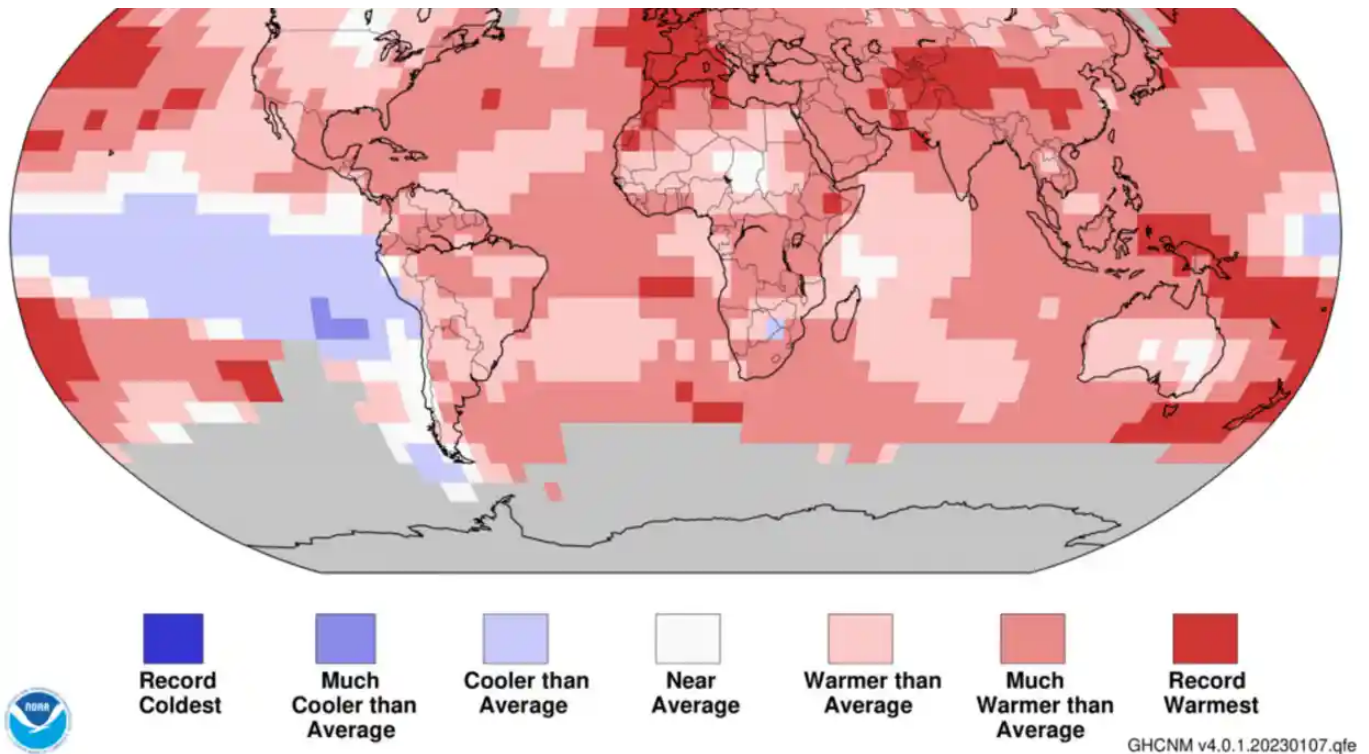 Record
Coldest
Much
Cooler than
Average
Cooler than
Average
Near
Average
Warmer than
Average
Much
Warmer than
Average
Record
Warmest
NOAA
GHCNM v4.0.1.20230107.qfe